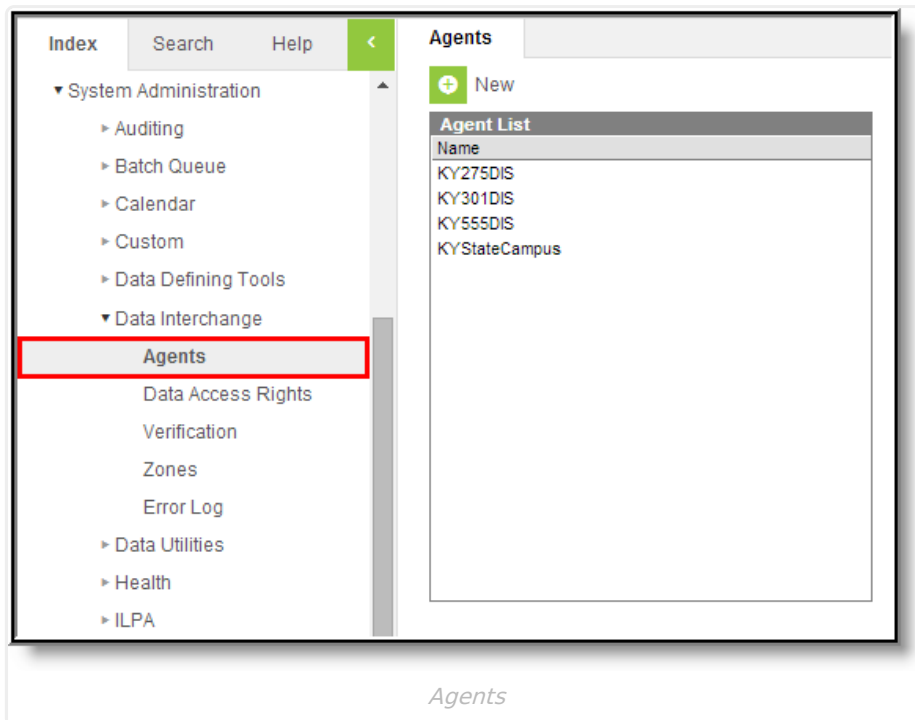 Index Search Help
System Administration
Auditing
Batch Queue
Calendar
Custom
Data Defining Tools
Data Interchange
Agents
Data Access Rights
Verification
Zones
Error Log
Data Utilities
Health
ILPA
Agents
New
Agent List
Name
KY275DIS
KY301DIS
KY555DIS
KYStateCampus
Agents